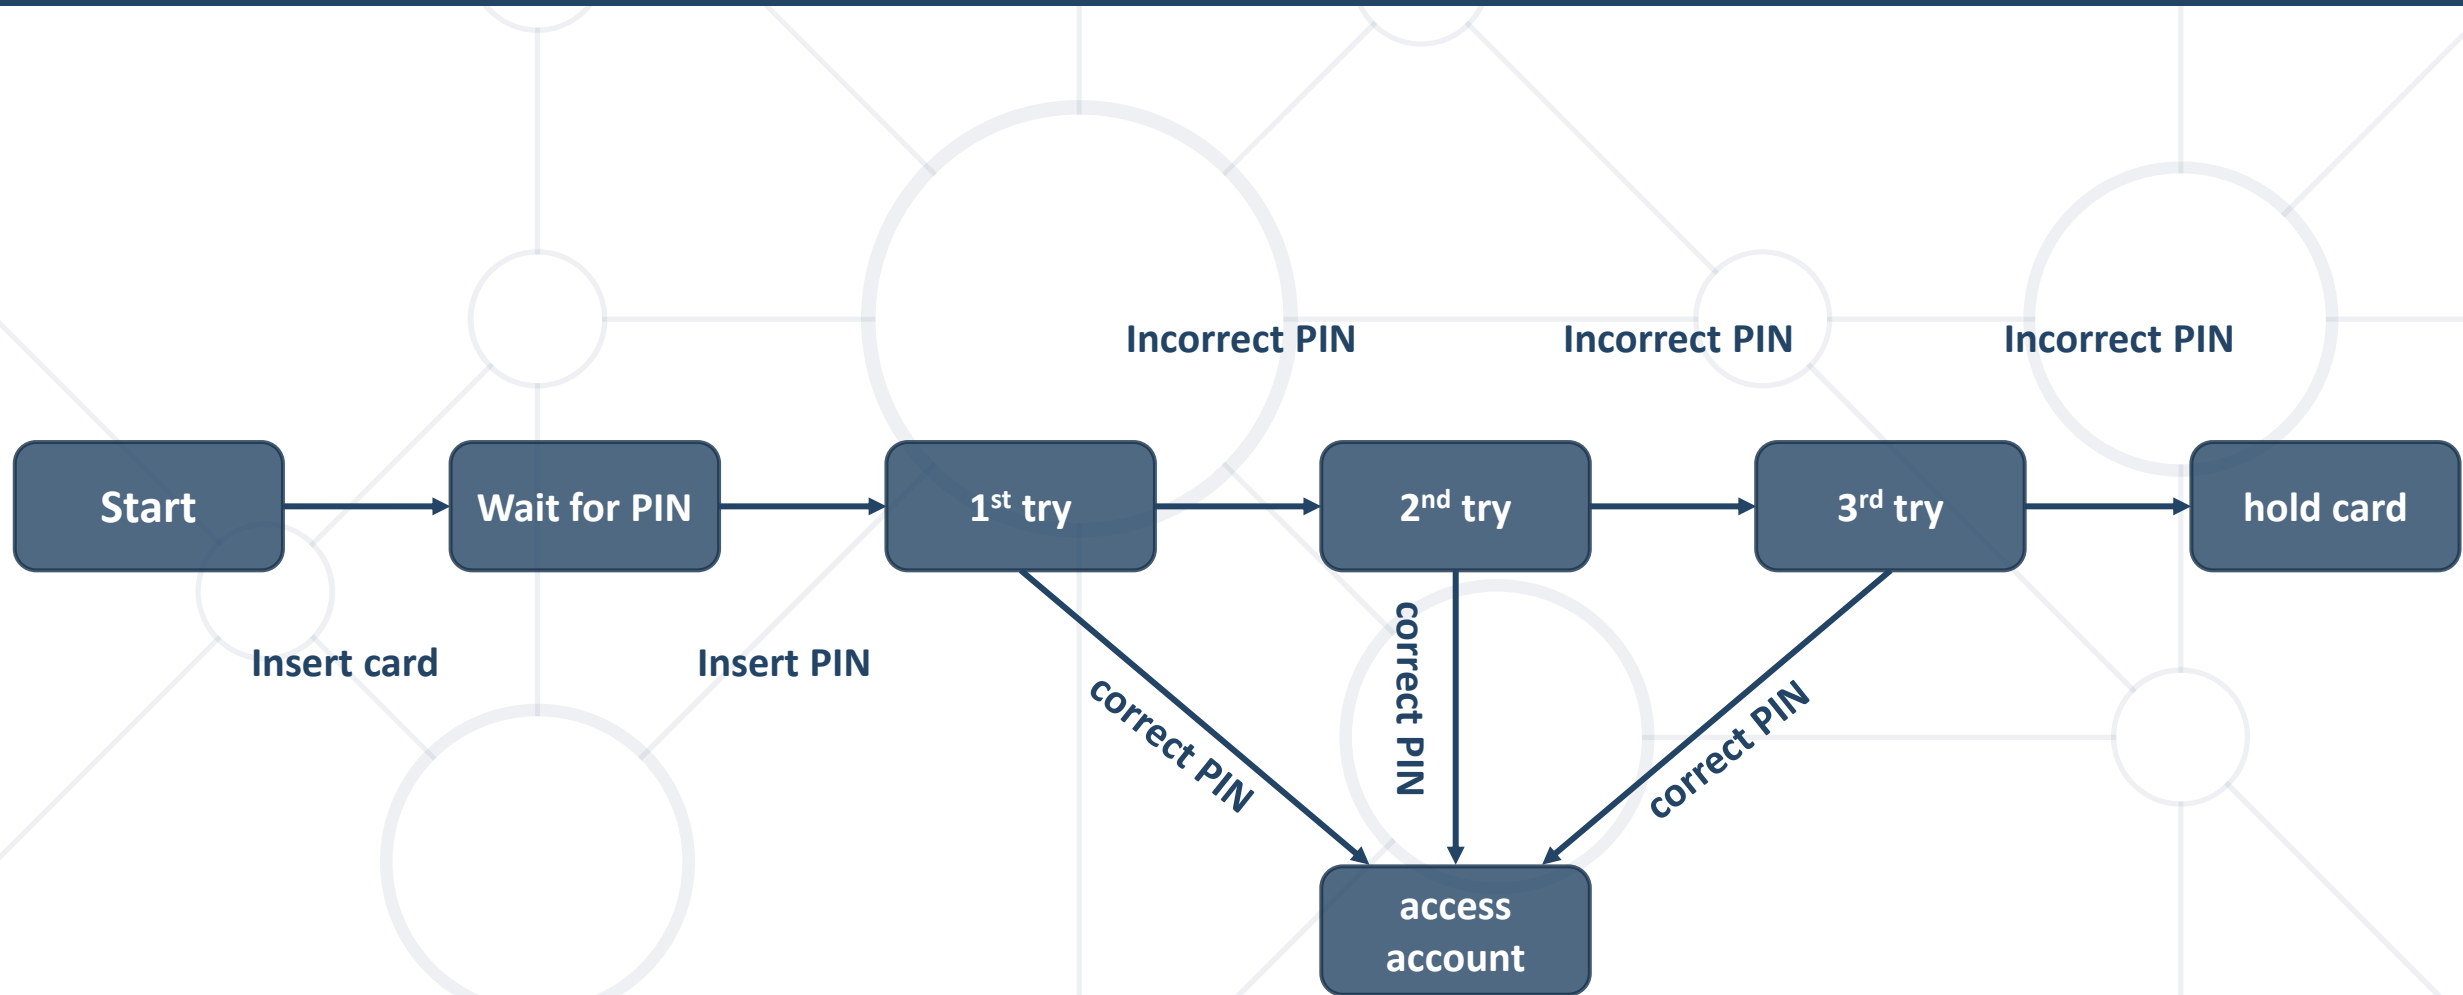 Incorrect PIN
Incorrect PIN
Incorrect PIN
Start
Wait for PIN
1st try
2nd try
3rd try
hold card
Insert card
Insert PIN
correct PIN
correct PIN
correct PIN
access
account